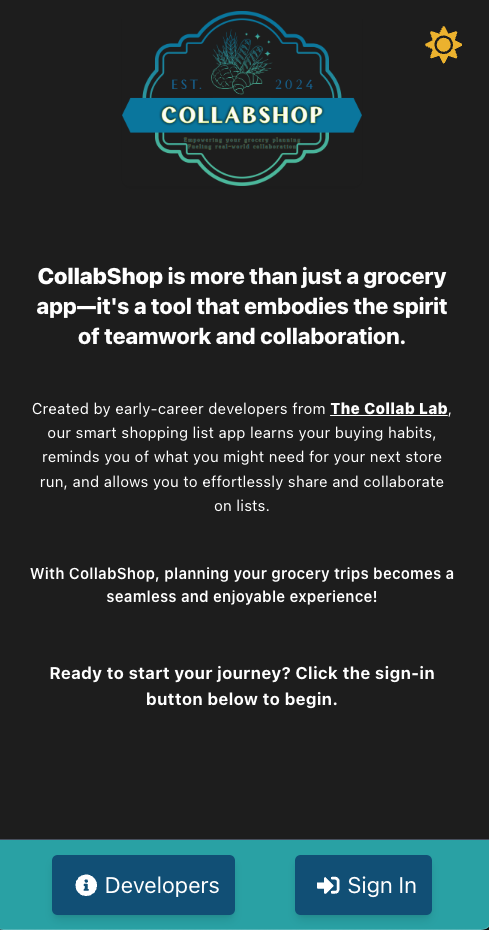 EST. 2024
COLLABSHOP
Empowering your grocery planning
Fueling real-world collaboration
CollabShop is more than just a grocery
app—it's a tool that embodies the spirit
of teamwork and collaboration.
Created by early-career developers from The Collab Lab,
our smart shopping list app learns your buying habits,
reminds you of what you might need for your next store
run, and allows you to effortlessly share and collaborate
on lists.
With CollabShop, planning your grocery trips becomes a
seamless and enjoyable experience!
Ready to start your journey? Click the sign-in
button below to begin.
Developers
Sign In